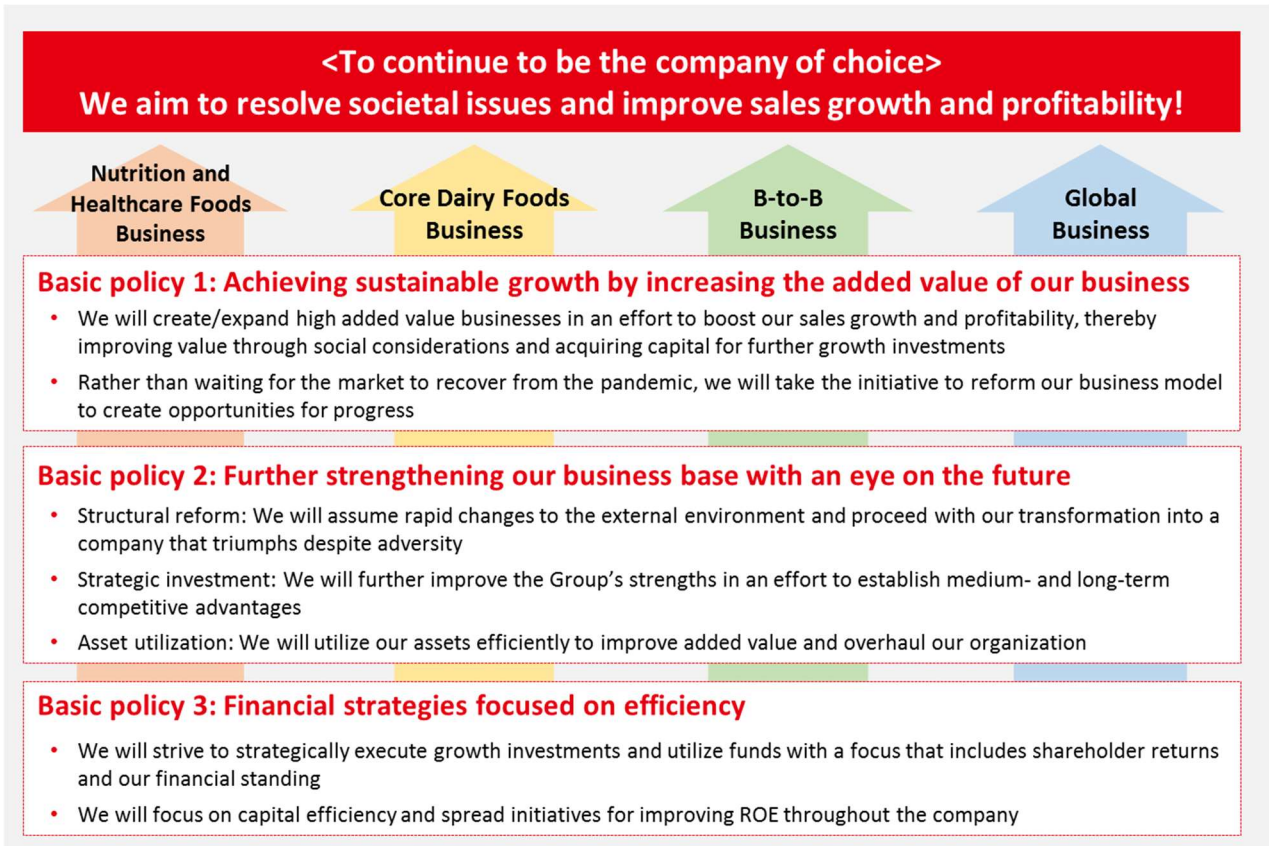 <To continue to be the company of choice>
We aim to resolve societal issues and improve sales growth and profitability!
Nutrition and
Healthcare Foods
Business
Core Dairy Foods
Business
B-to-B
Business
Global
Business
Basic policy 1: Achieving sustainable growth by increasing the added value of our business
• We will create/expand high added value businesses in an effort to boost our sales growth and profitability, thereby
improving value through social considerations and acquiring capital for further growth investments
• Rather than waiting for the market to recover from the pandemic, we will take the initiative to reform our business model
to create opportunities for progress
Basic policy 2: Further strengthening our business base with an eye on the future
• Structural reform: We will assume rapid changes to the external environment and proceed with our transformation into a
company that triumphs despite adversity
• Strategic investment: We will further improve the Group's strengths in an effort to establish medium- and long-term
competitive advantages
• Asset utilization: We will utilize our assets efficiently to improve added value and overhaul our organization
Basic policy 3: Financial strategies focused on efficiency
• We will strive to strategically execute growth investments and utilize funds with a focus that includes shareholder returns
and our financial standing
• We will focus on capital efficiency and spread initiatives for improving ROE throughout the company